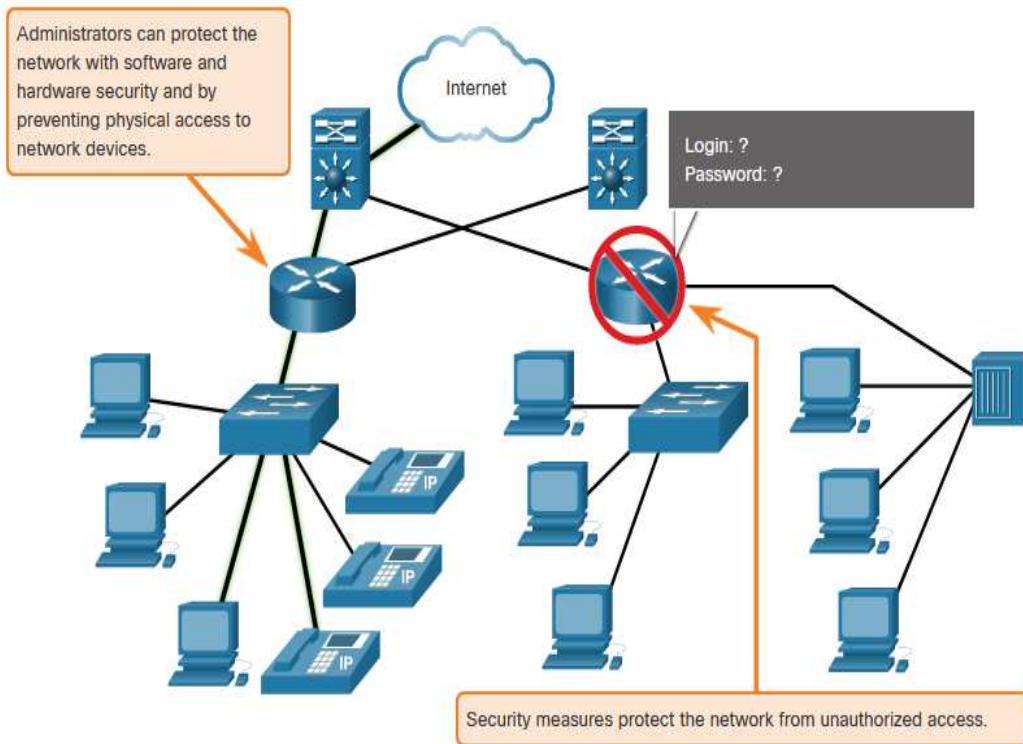 Administrators can protect the
network with software and
hardware security and by
preventing physical access to
network devices.
Internet
Login: ?
Password: ?
IP
IP
IP
Security measures protect the network from unauthorized access.